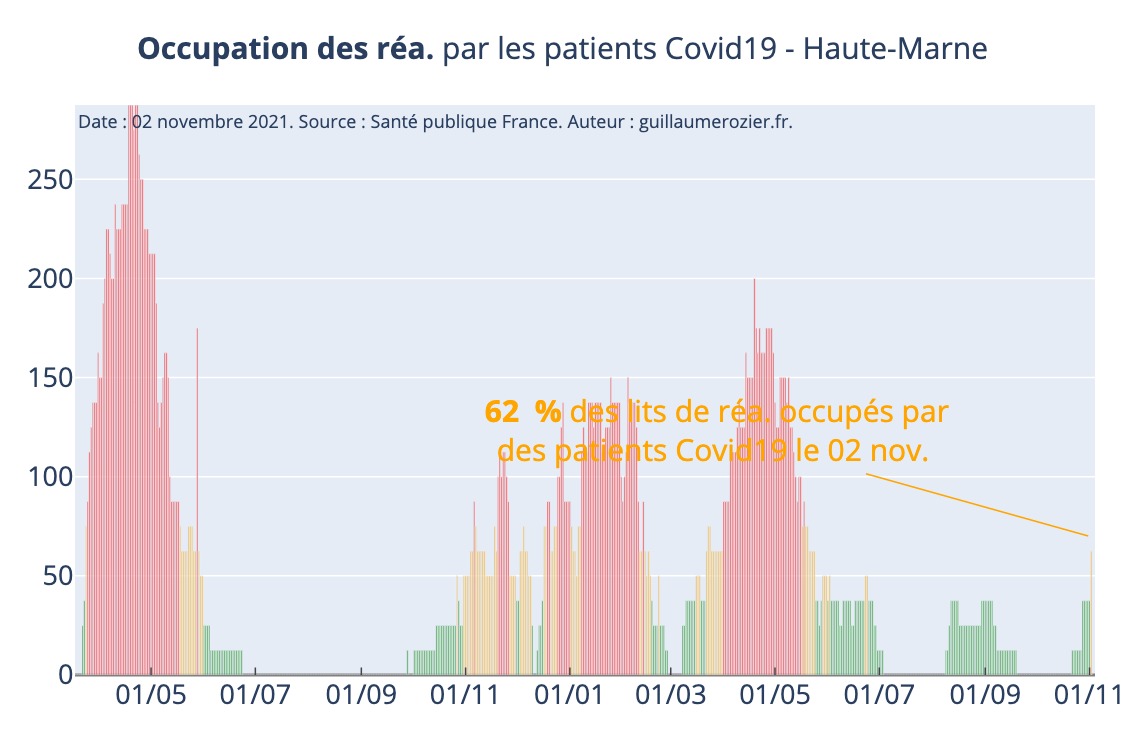 Occupation des réa. par les patients Covid19 - Haute-Marne
Date : 02 novembre 2021. Source : Santé publique France. Auteur : guillaumerozier.fr.
250
200
150
62 % des lits de réa. occupés par
des patients Covid19 le 02 nov.
100
50
0
01/05 01/07 01/09 01/11 01/01 01/03 01/05 01/07 01/09 01/11